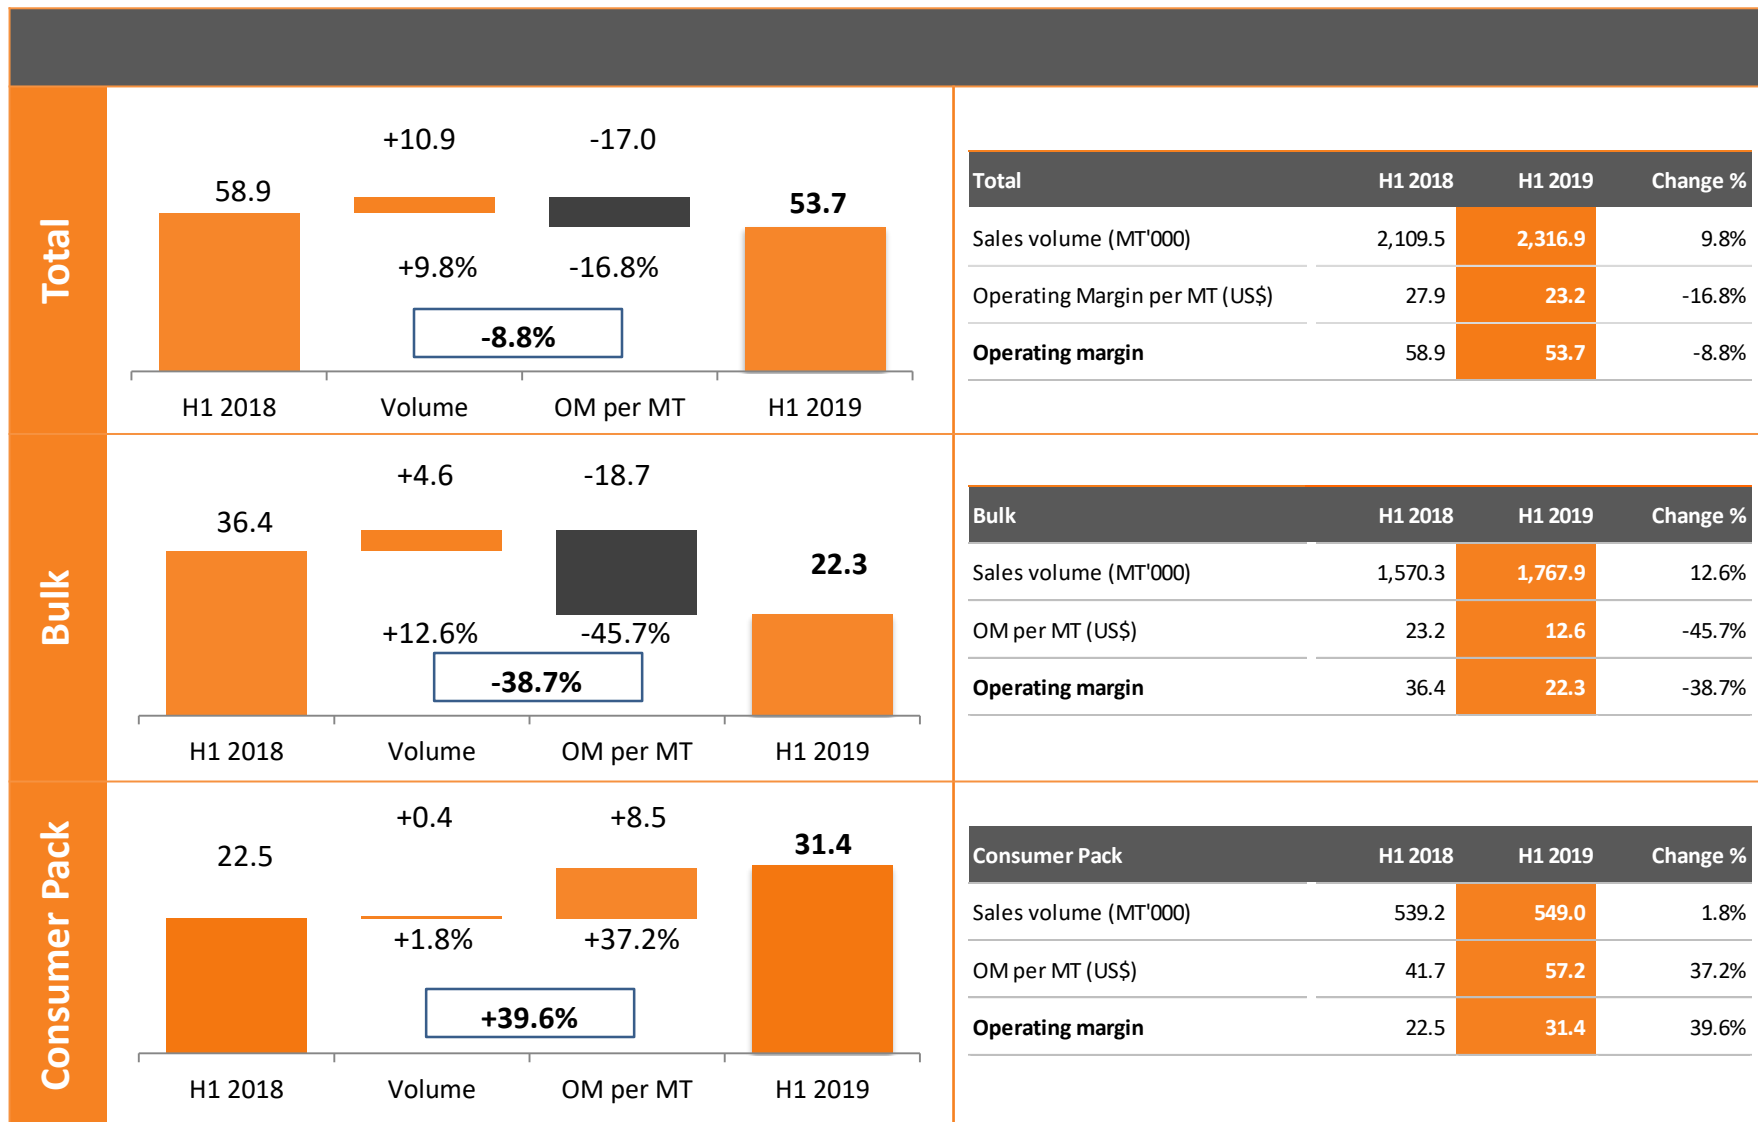 Total
+10.9 -17.0
58.9 53.7
+9.8% -16.8%
-8.8%
H1 2018 Volume OM per MT H1 2019
Total H1 2018 H1 2019 Change %
Sales volume (MT'000) 2,109.5 2,316.9 9.8%
Operating Margin per MT (US$) 27.9 23.2 -16.8%
Operating margin 58.9 53.7 -8.8%
Bulk
+4.6 -18.7
36.4 22.3
+12.6% -45.7%
-38.7%
H1 2018 Volume OM per MT H1 2019
Bulk H1 2018 H1 2019 Change %
Sales volume (MT'000) 1,570.3 1,767.9 12.6%
OM per MT (US$) 23.2 12.6 -45.7%
Operating margin 36.4 22.3 -38.7%
Consumer Pack
+0.4 +8.5
22.5 31.4
+1.8% +37.2%
+39.6%
H1 2018 Volume OM per MT H1 2019
Consumer Pack H1 2018 H1 2019 Change %
Sales volume (MT'000) 539.2 549.0 1.8%
OM per MT (US$) 41.7 57.2 37.2%
Operating margin 22.5 31.4 39.6%